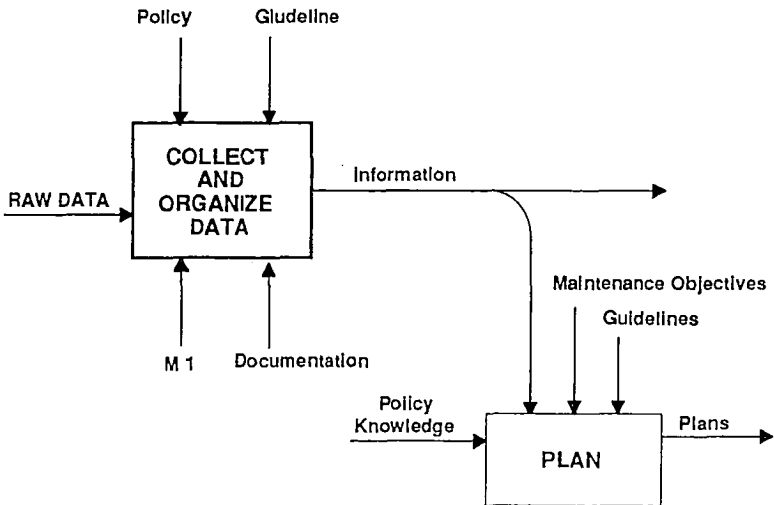 Policy
Gludeline
COLLECT
AND
ORGANIZE
DATA
RAW DATA
Information
M 1
Documentation
Maintenance Objectives
Guidelines
Policy
Knowledge
PLAN
Plans